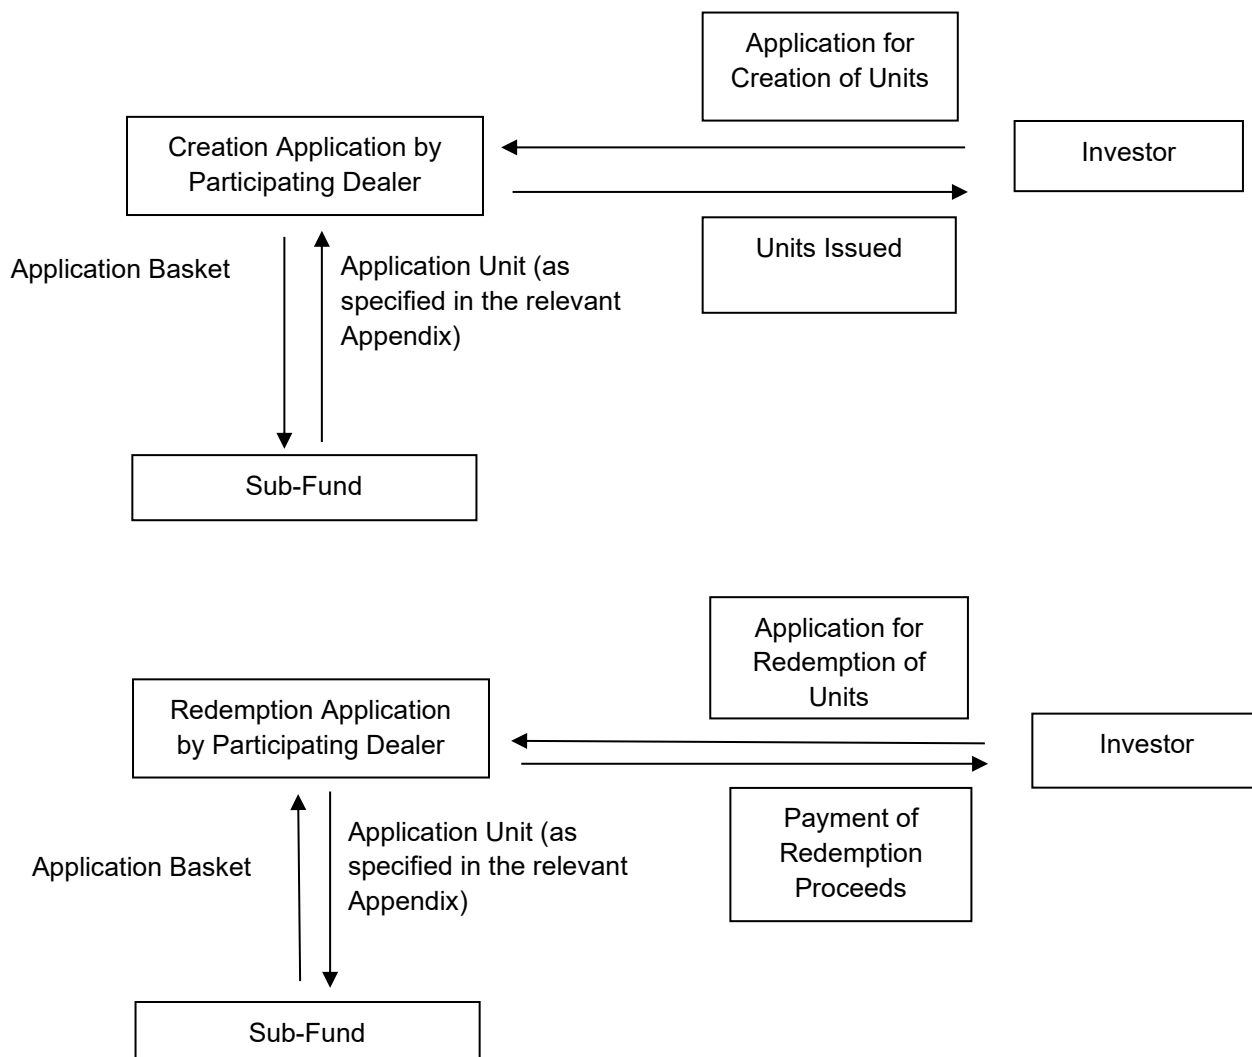 Application for
Creation of Units
Creation Application by
Participating Dealer
Investor
Units Issued
Application Basket
Application Unit (as
specified in the relevant
Appendix)
Sub-Fund
Application for
Redemption of
Units
Redemption Application
by Participating Dealer
Investor
Payment of
Redemption
Proceeds
Application Basket
Application Unit (as
specified in the relevant
Appendix)
Sub-Fund